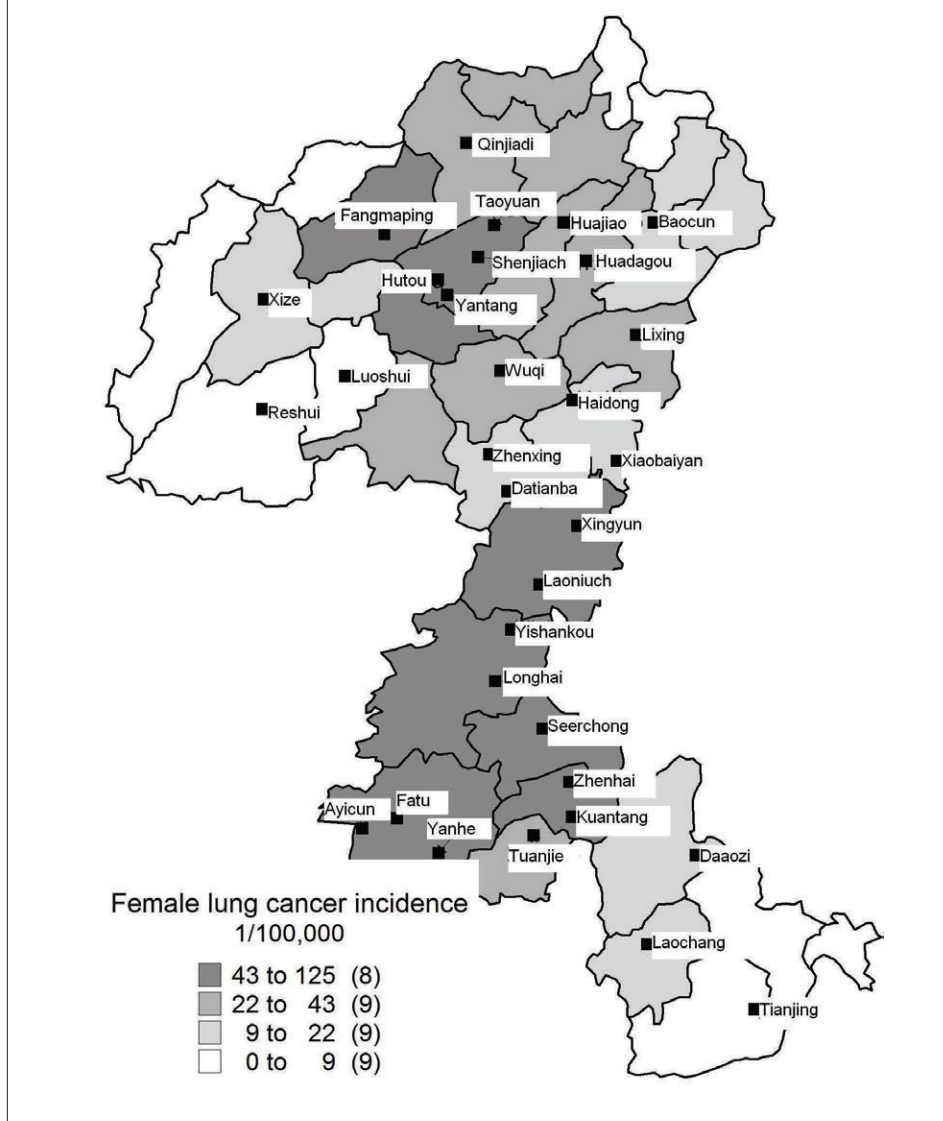 Qinjiadi
Taoyuan
Fangmaping
Huajiao
Baocun
Shenjiach
Huadagou
Hutou
Xize
Yantang
Lixing
Luoshui
Wuqi
Reshui
Haidong
Zhenxing
Xiaobaiyan
Datianba
Xingyun
Laoniuch
Yishankou
Longhai
Seerchong
Zhenhai
Ayicun
Fatu
Kuantang
Yanhe
Tuanjie
Daaozi
Laochang
Tianjing
Female lung cancer incidence
1/100,000
43 to 125 (8)
22 to 43 (9)
9 to 22 (9)
0 to 9 (9)